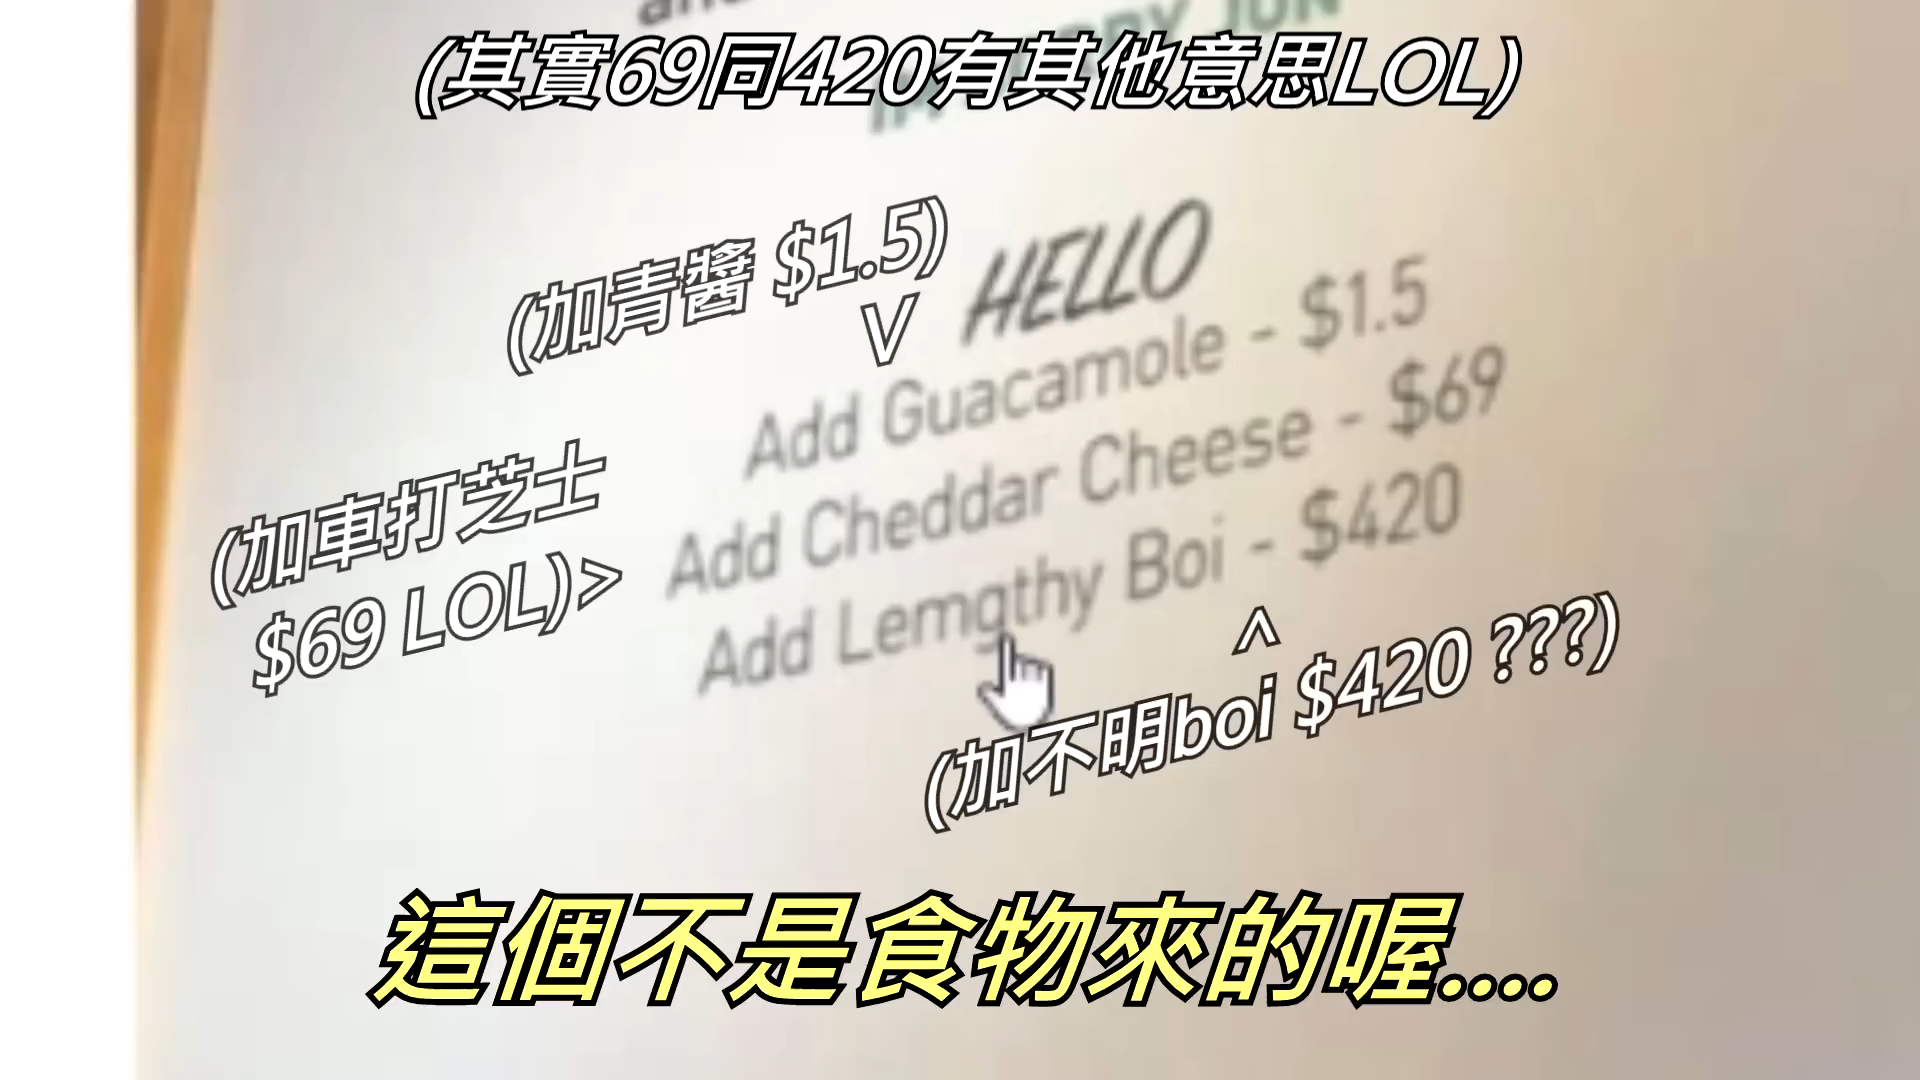 (其實69同420有其他意思LOL)
(加青醬 $1.5)
V
HELLO
Add Guacamole - $1.5
(加車打芝士
$69 LOL)>
Add Cheddar Cheese - $69
Add Lemgthy Boi - $420
^
(加不明boi $420 ???)
這個不是食物來的喔....